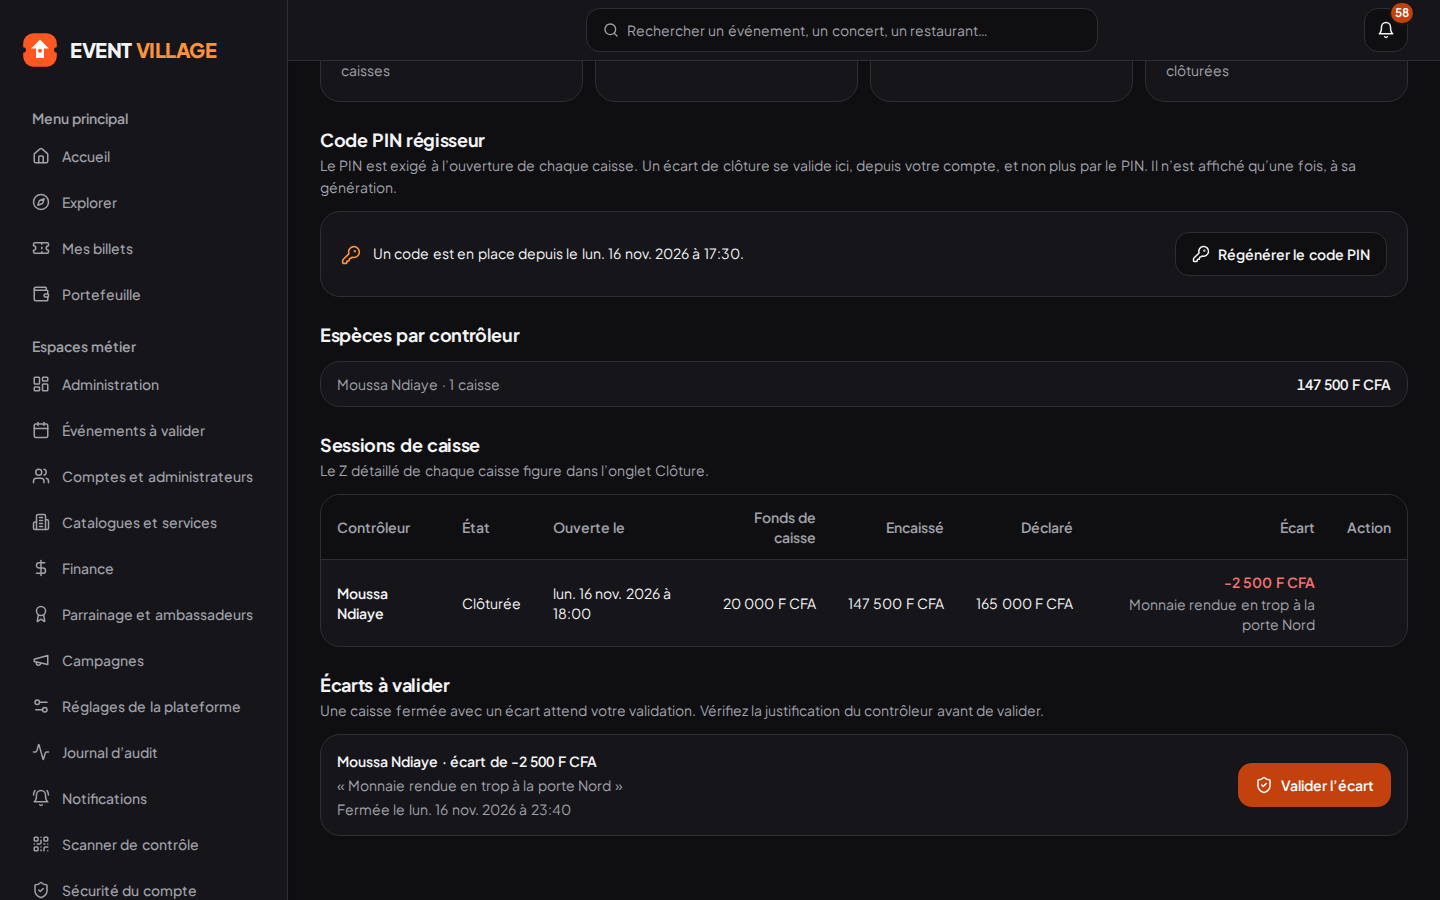 EVENT VILLAGE
Rechercher un événement, un concert, un restaurant…
58
Menu principal
Accueil
Explorer
Mes billets
Portefeuille
Espaces métier
Administration
Événements à valider
Comptes et administrateurs
Catalogues et services
Finance
Parrainage et ambassadeurs
Campagnes
Réglages de la plateforme
Journal d’audit
Notifications
Scanner de contrôle
Sécurité du compte
caisses
clôturées
Code PIN régisseur
Le PIN est exigé à l’ouverture de chaque caisse. Un écart de clôture se valide ici, depuis votre compte, et non plus par le PIN. Il n’est affiché qu’une fois, à sa
génération.
Un code est en place depuis le lun. 16 nov. 2026 à 17:30.
Régénérer le code PIN
Espèces par contrôleur
Moussa Ndiaye · 1 caisse
147 500 F CFA
Sessions de caisse
Le Z détaillé de chaque caisse figure dans l’onglet Clôture.
Contrôleur
État
Ouverte le
Fonds de
caisse
Encaissé
Déclaré
Écart
Action
Moussa
Ndiaye
Clôturée
lun. 16 nov. 2026 à
18:00
20 000 F CFA
147 500 F CFA
165 000 F CFA
-2 500 F CFA
Monnaie rendue en trop à la
porte Nord
Écarts à valider
Une caisse fermée avec un écart attend votre validation. Vérifiez la justification du contrôleur avant de valider.
Moussa Ndiaye · écart de -2 500 F CFA
« Monnaie rendue en trop à la porte Nord »
Fermée le lun. 16 nov. 2026 à 23:40
Valider l’écart